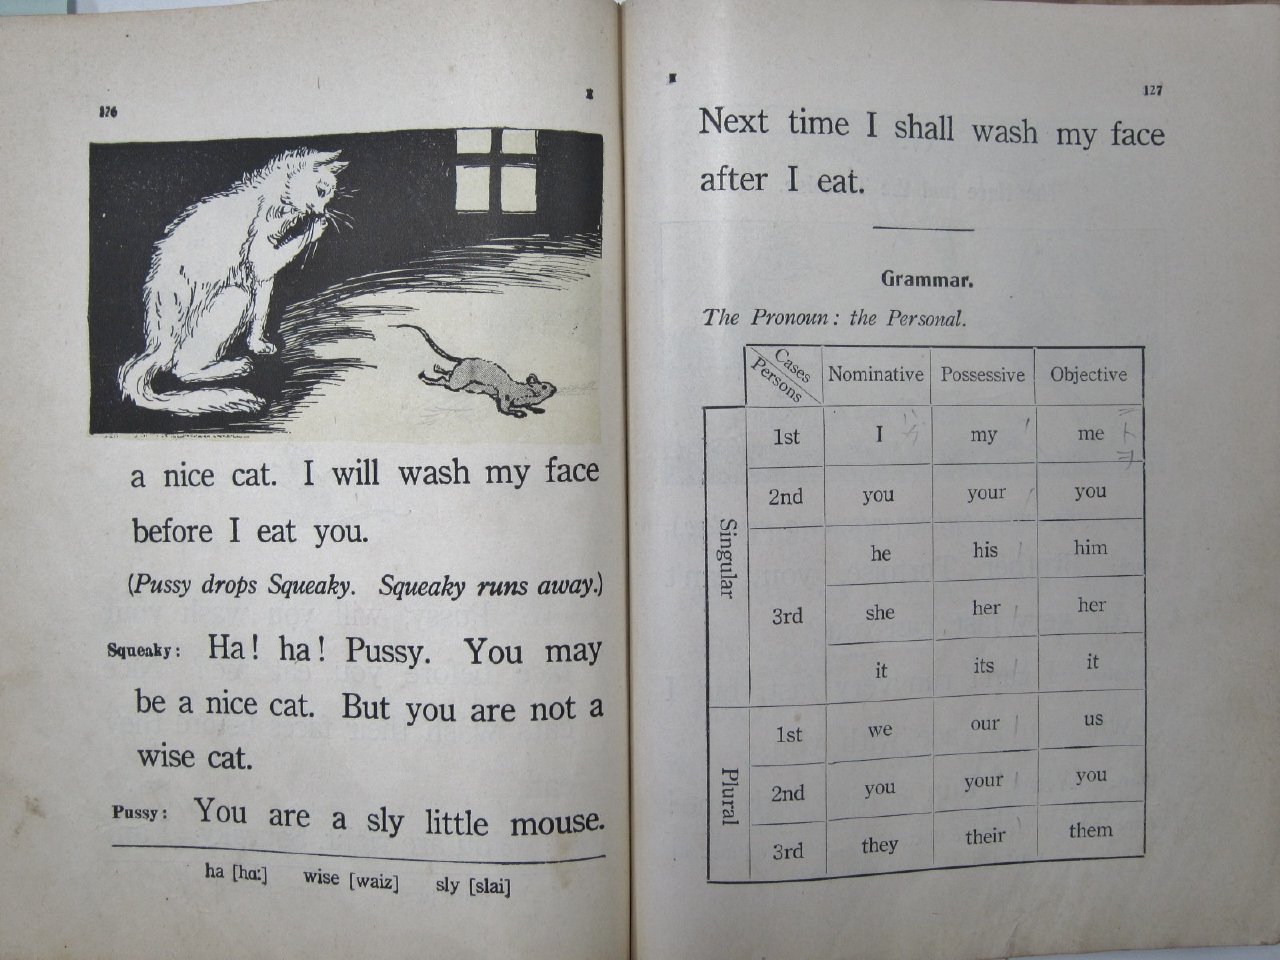 126
a nice cat. I will wash my face
before I eat you.
(Pussy drops Squeaky. Squeaky runs away.)
Squeaky: Ha! ha! Pussy. You may
be a nice cat. But you are not a
wise cat.
Pussy: You are a sly little mouse.
ha [hɑː] wise [waiz] sly [slai]
127
Next time I shall wash my face
after I eat.
Grammar.
The Pronoun: the Personal.
Cases
Persons
Nominative Possessive Objective
Singular
1st I my me
2nd you your you
3rd
he his him
she her her
it its it
Plural
1st we our us
2nd you your you
3rd they their them